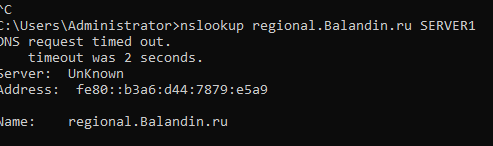 ^C
C:\Users\Administrator>nslookup regional.Balandin.ru SERVER1
DNS request timed out.
    timeout was 2 seconds.
Server:  UnKnown
Address:  fe80::b3a6:d44:7879:e5a9
Name:    regional.Balandin.ru